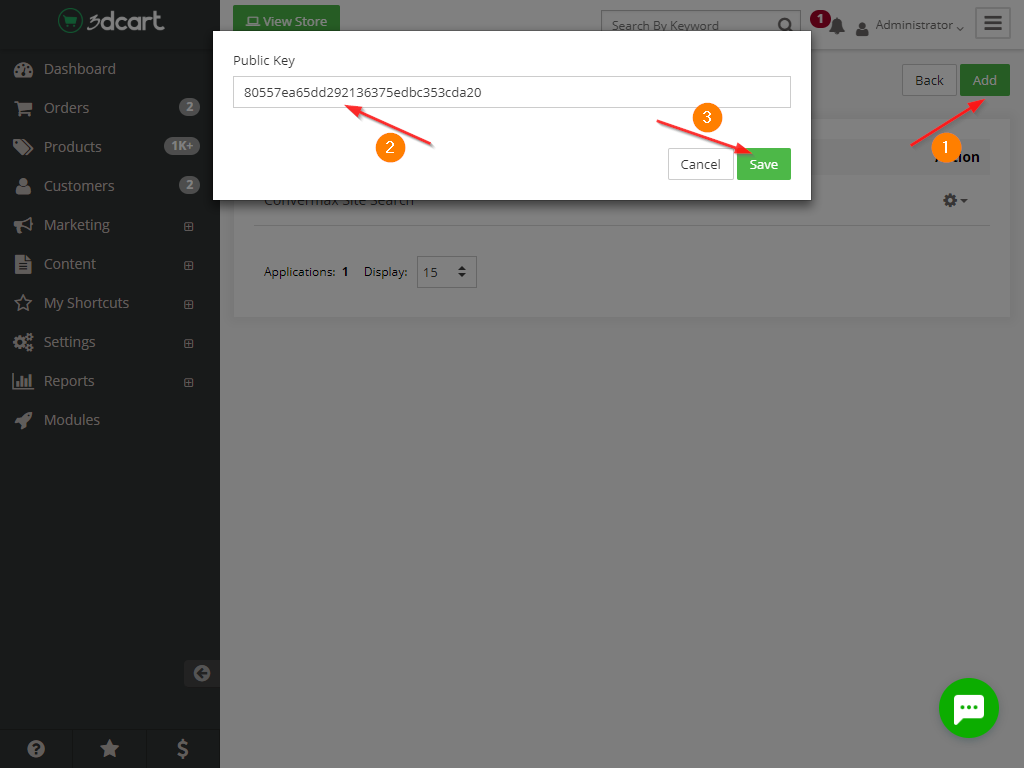 3dcart
View Store
Search By Keyword
1
Administrator
Public Key
80557ea65dd292136375edbc353cda20
Cancel
Save
1
2
3
Back
Add
Convermax Site Search
Applications: 1 Display: 15
Dashboard
Orders 2
Products 1K+
Customers 2
Marketing
Content
My Shortcuts
Settings
Reports
Modules